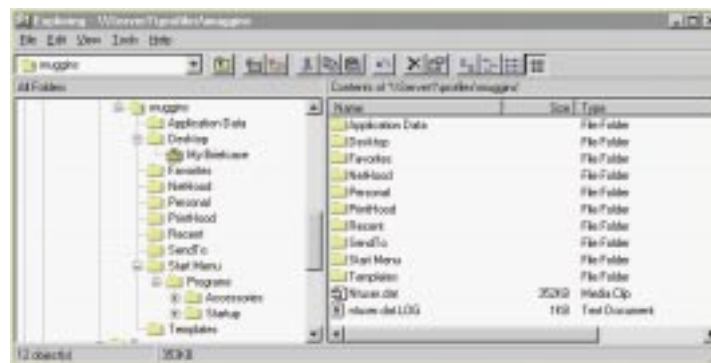 Exploring - \\Server1\profiles\muggins
File Edit View Tools Help
muggins
All Folders
Contents of '\\Server1\profiles\muggins'
muggins
Application Data
Desktop
My Briefcase
Favorites
NetHood
Personal
PrintHood
Recent
SendTo
Start Menu
Programs
Accessories
Startup
Templates
Name Size Type
Application Data File Folder
Desktop File Folder
Favorites File Folder
NetHood File Folder
Personal File Folder
PrintHood File Folder
Recent File Folder
SendTo File Folder
Start Menu File Folder
Templates File Folder
Ntuser.dat 352KB Media Clip
ntuser.dat.LOG 1KB Text Document
12 object(s) 353KB